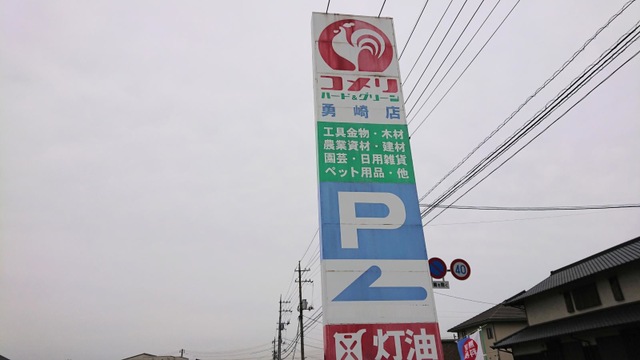 コメリ
ハード&グリーン
勇崎店
工具金物・木材
農業資材・建材
園芸・日用雑貨
ペット用品・他
P
灯油
40